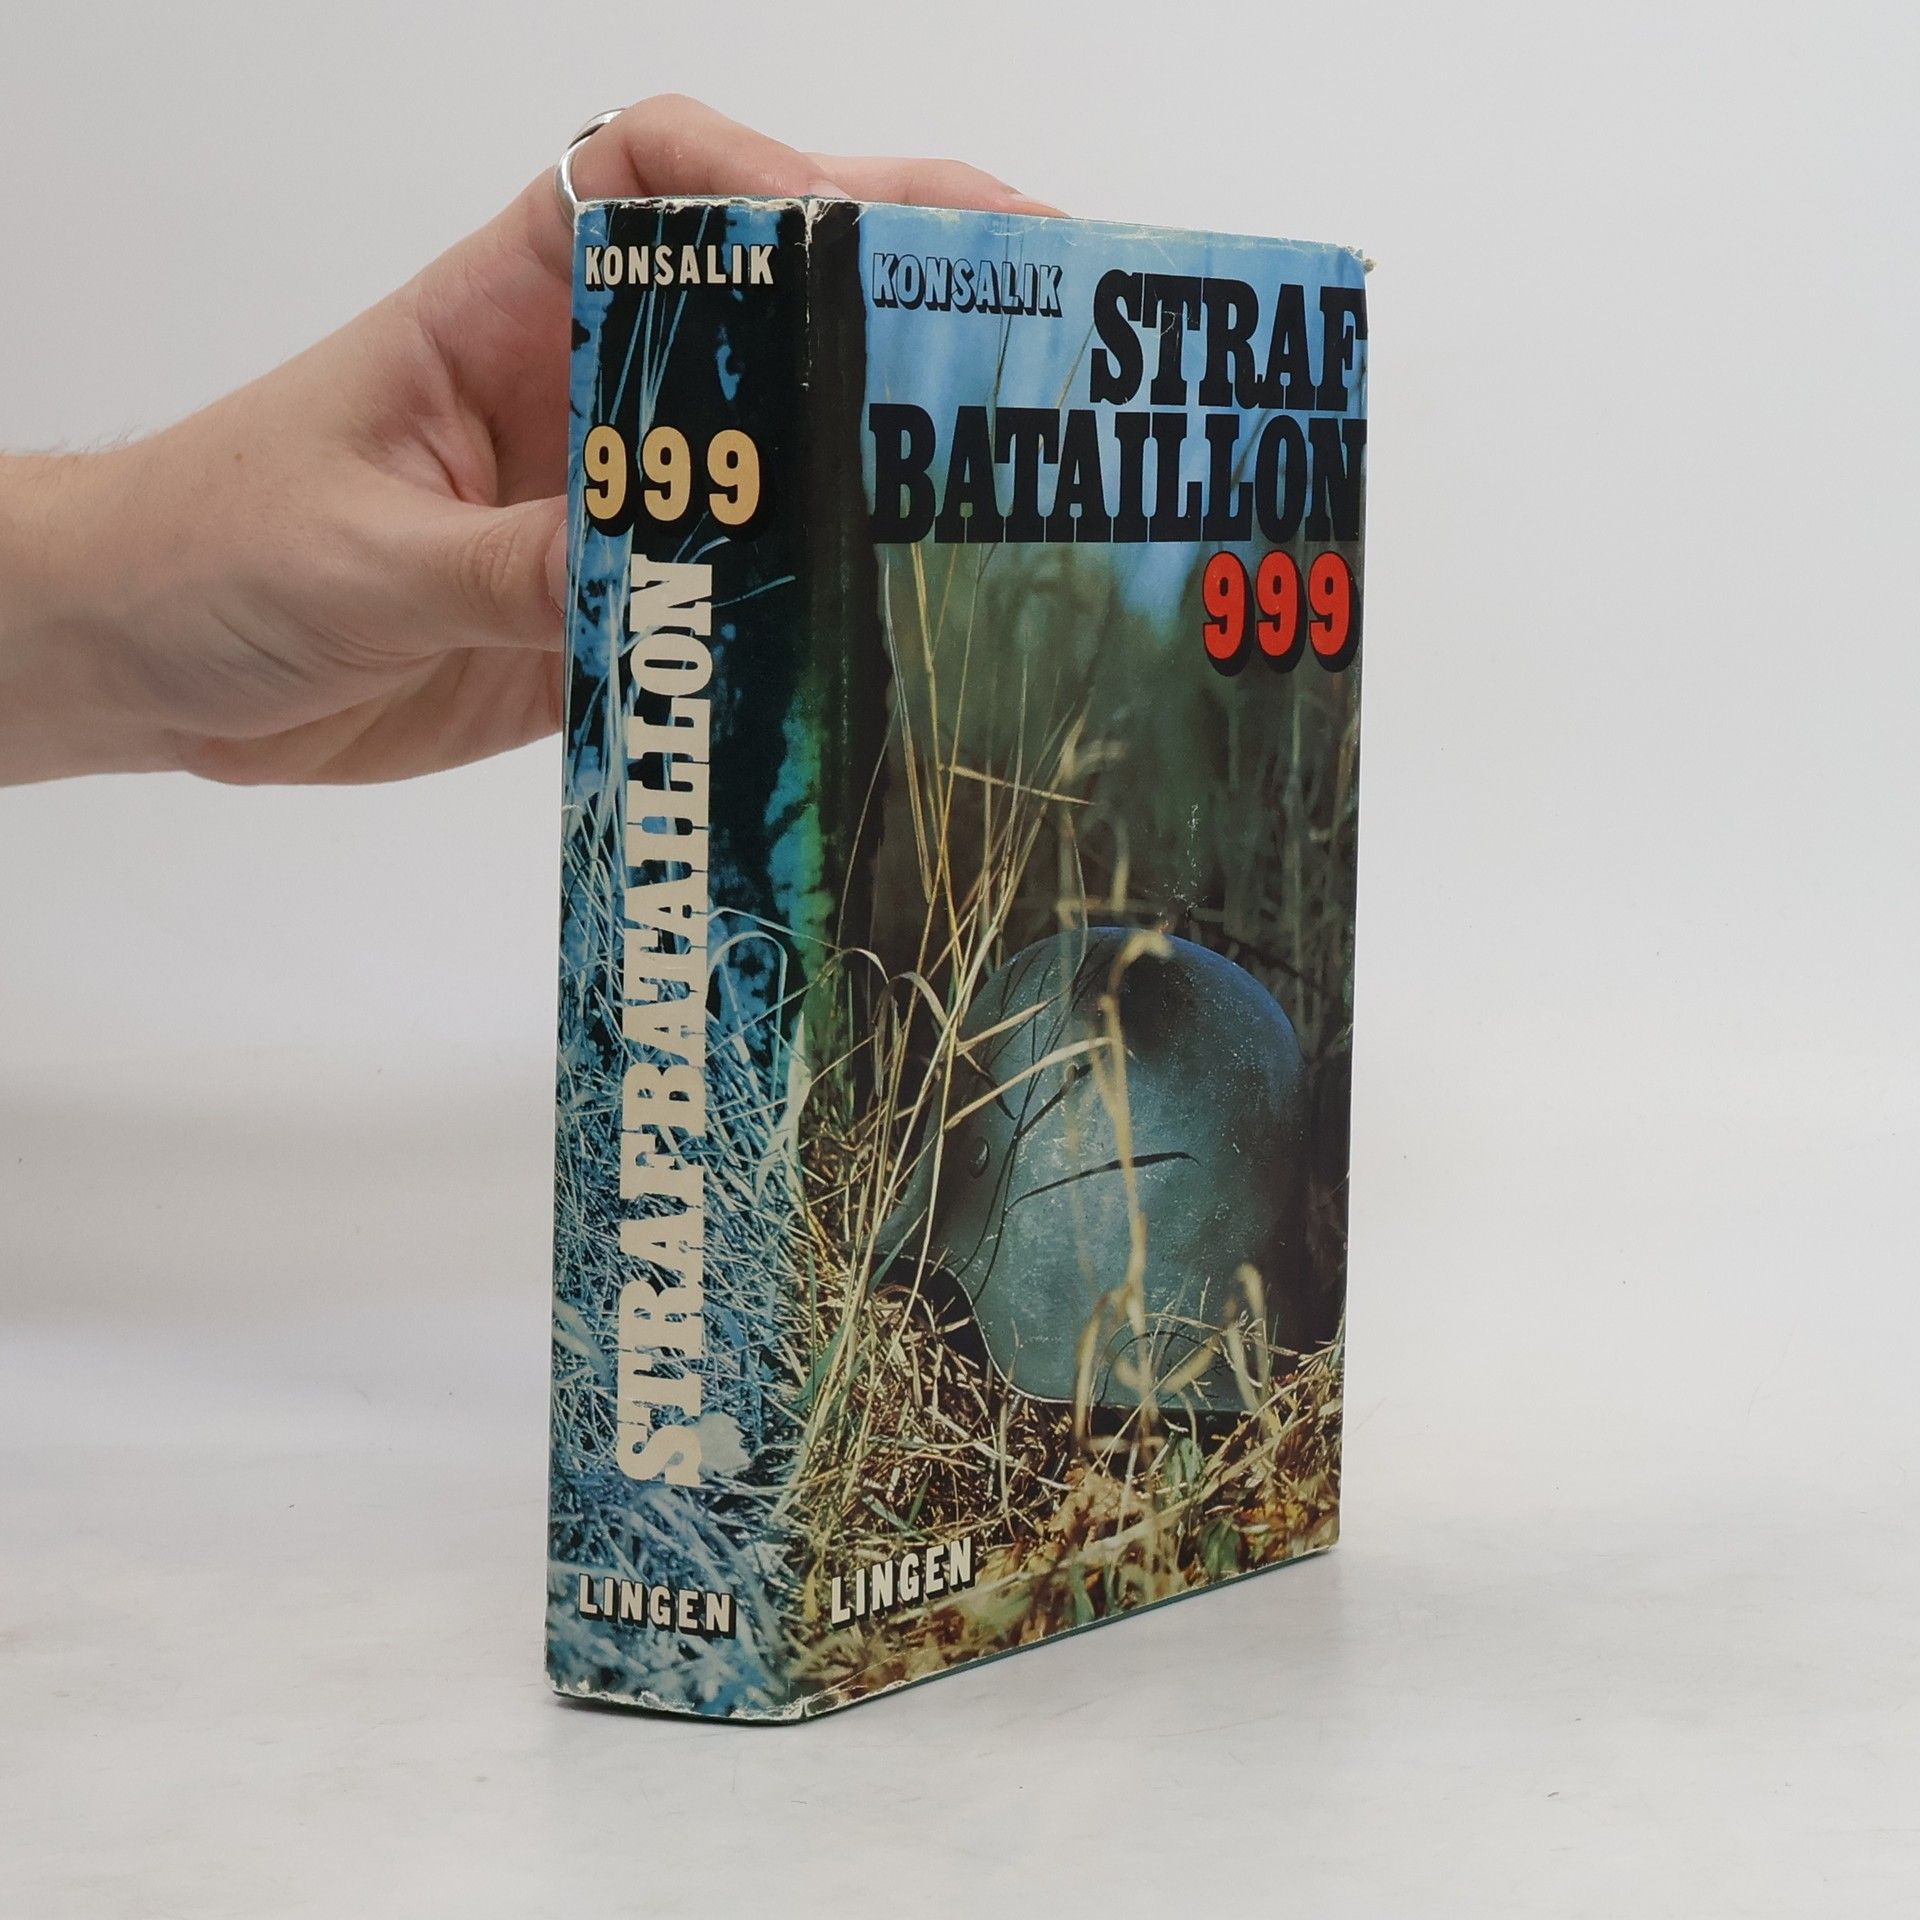 KONSALIK
999
STRAFBATAILLON
LINGEN
KONSALIK
STRAF
BATAILLON
999
LINGEN